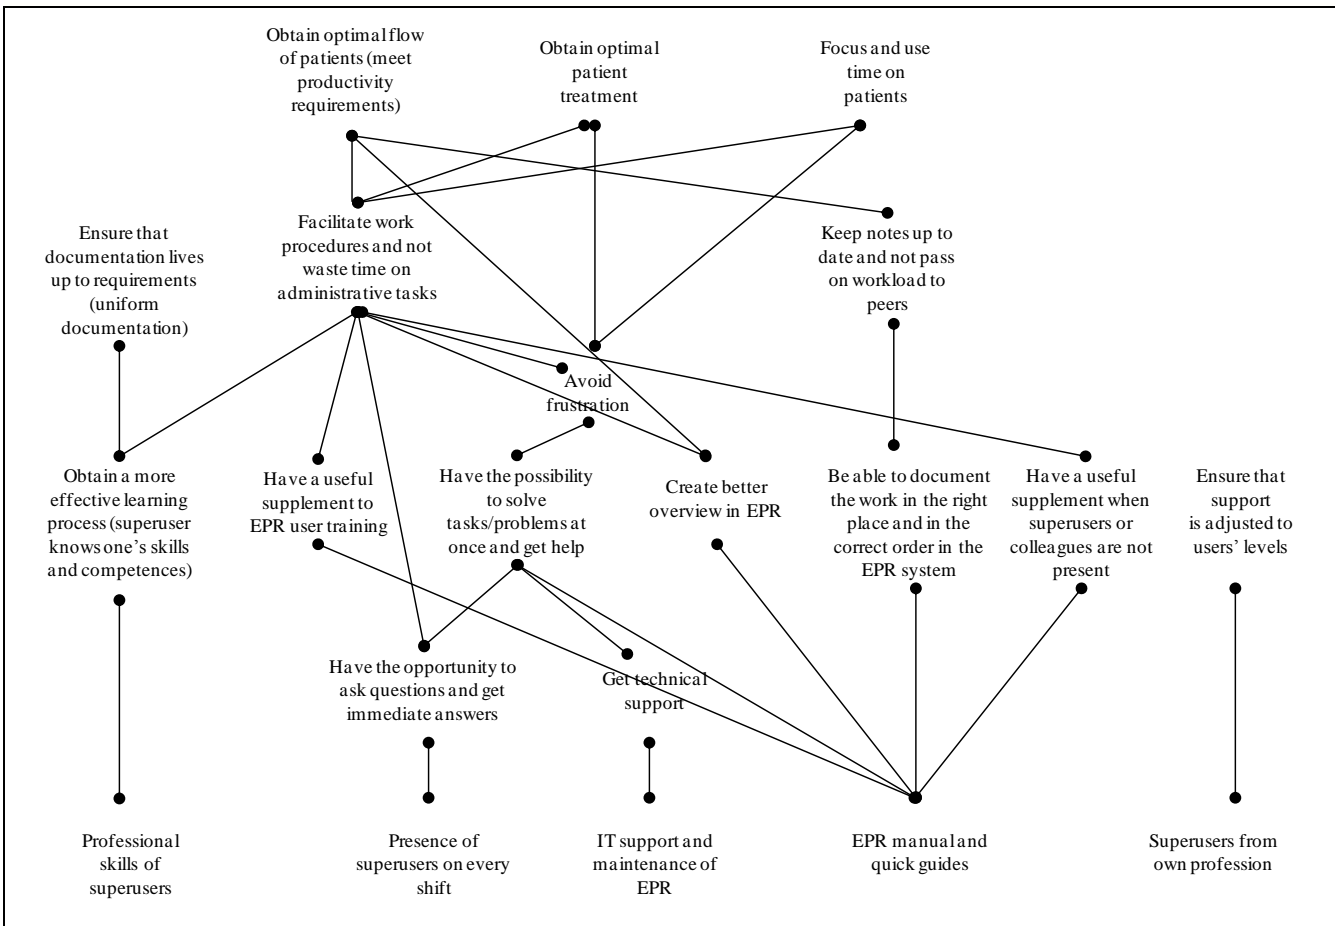 Obtain optimal flow
of patients (meet
productivity
requirements)
Obtain optimal
patient
treatment
Focus and use
time on
patients
Ensure that
documentation lives
up to requirements
(uniform
documentation)
Facilitate work
procedures and not
waste time on
administrative tasks
Keep notes up to
date and not pass
on workload to
peers
Avoid
frustration
Obtain a more
effective learning
process (superuser
knows one's skills
and competences)
Have a useful
supplement to
EPR user training
Have the possibility
to solve
tasks/problems at
once and get help
Create better
overview in EPR
Be able to document
the work in the right
place and in the
correct order in the
EPR system
Have a useful
supplement when
superusers or
colleagues are not
present
Ensure that
support
is adjusted to
users' levels
Have the opportunity to
ask questions and get
immediate answers
Get technical
support
Professional
skills of
superusers
Presence of
superusers on every
shift
IT support and
maintenance of
EPR
EPR manual and
quick guides
Superusers from
own profession